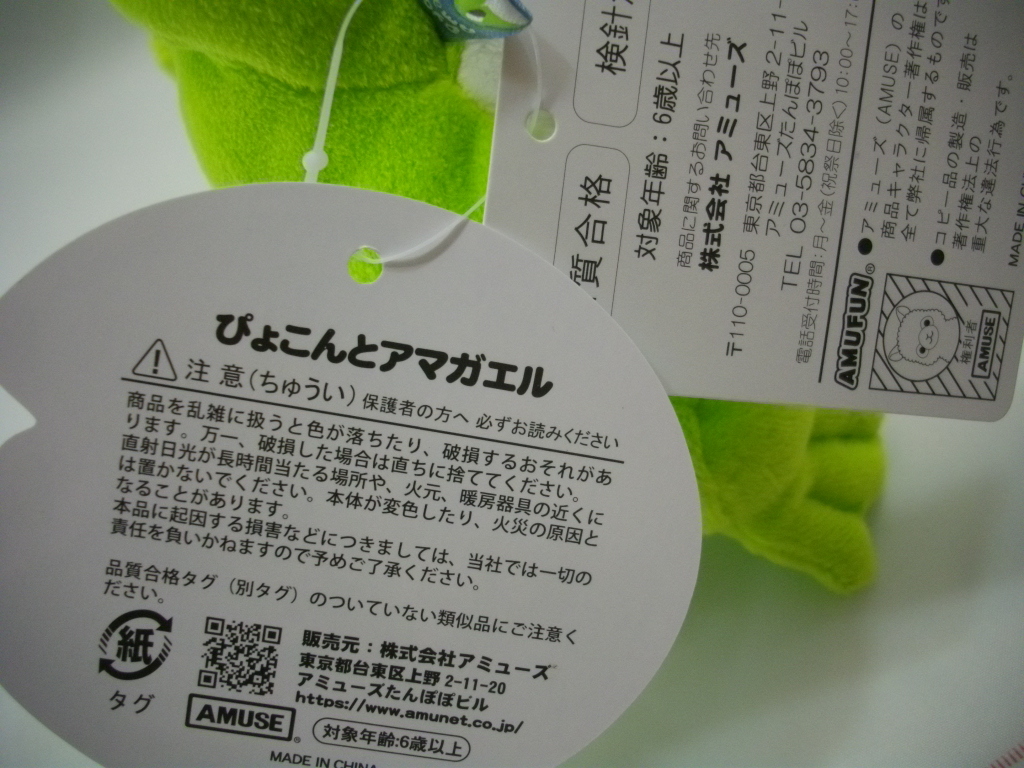 ぴょこんとアマガエル
注意(ちゅうい) 保護者の方へ 必ずお読みください
商品を乱雑に扱うと色が落ちたり、破損するおそれがあ
ります。万一、破損した場合は直ちに捨ててください。
直射日光が長時間当たる場所や、火元、暖房器具の近くに
は置かないでください。本体が変色したり、火災の原因と
なることがあります。
本品に起因する損害などにつきましては、当社では一切の
責任を負いかねますので予めご了承ください。
品質合格タグ（別タグ）のついていない類似品にご注意く
ださい。
紙
タグ
AMUSE
販売元：株式会社アミューズ
東京都台東区上野 2-11-20
アミューズたんぽぽビル
https://www.amunet.co.jp/
対象年齢:6歳以上
MADE IN CHINA
検針
質合格
対象年齢：6歳以上
商品に関するお問い合わせ先
株式会社 アミューズ
〒110-0005 東京都台東区上野 2-11-
アミューズたんぽぽビル
TEL 03-5834-3793
電話受付時間：月～金(祝祭日除く) 10:00～17:
AMUFUN®
権利者
AMUSE
●アミューズ（AMUSE）の
商品キャラクター著作権は
全て弊社に帰属するものです
●コピー品の製造・販売は
著作権法上の
重大な違法行為です。
MADE IN